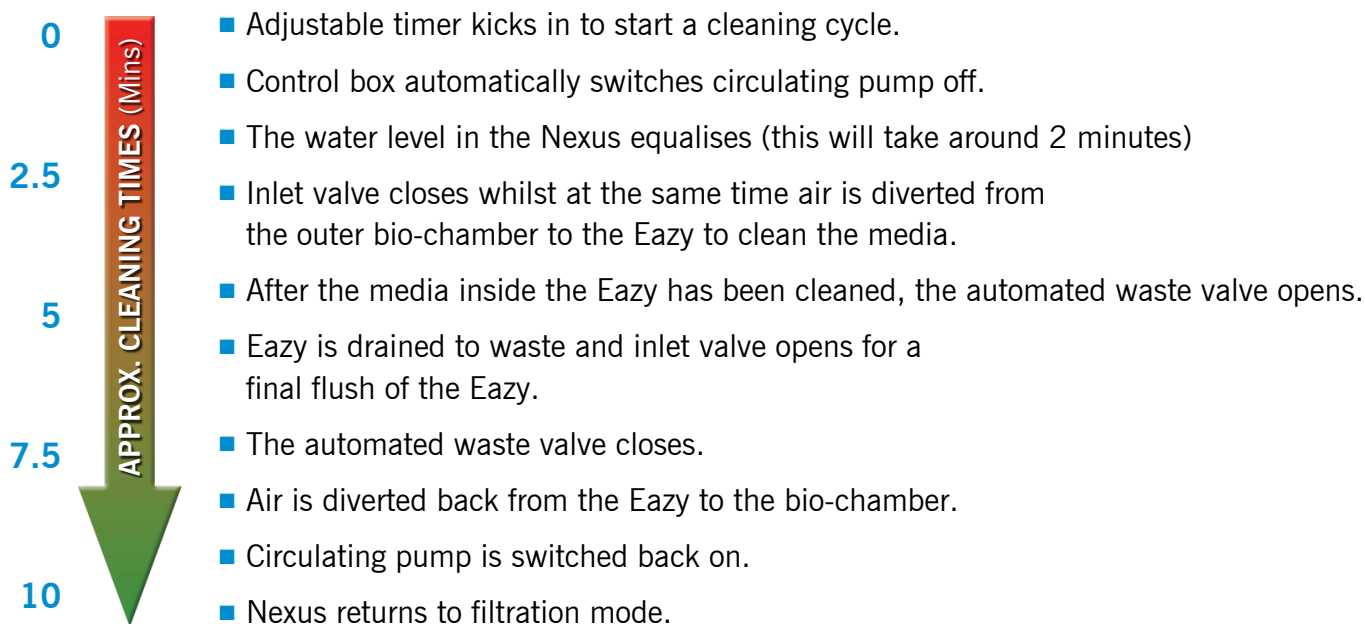 0
■ Adjustable timer kicks in to start a cleaning cycle.
■ Control box automatically switches circulating pump off.
■ The water level in the Nexus equalises (this will take around 2 minutes)
2.5
■ Inlet valve closes whilst at the same time air is diverted from
the outer bio-chamber to the Eazy to clean the media.
■ After the media inside the Eazy has been cleaned, the automated waste valve opens.
5
■ Eazy is drained to waste and inlet valve opens for a
final flush of the Eazy.
■ The automated waste valve closes.
7.5
■ Air is diverted back from the Eazy to the bio-chamber.
■ Circulating pump is switched back on.
10
■ Nexus returns to filtration mode.
APPROX. CLEANING TIMES (Mins)